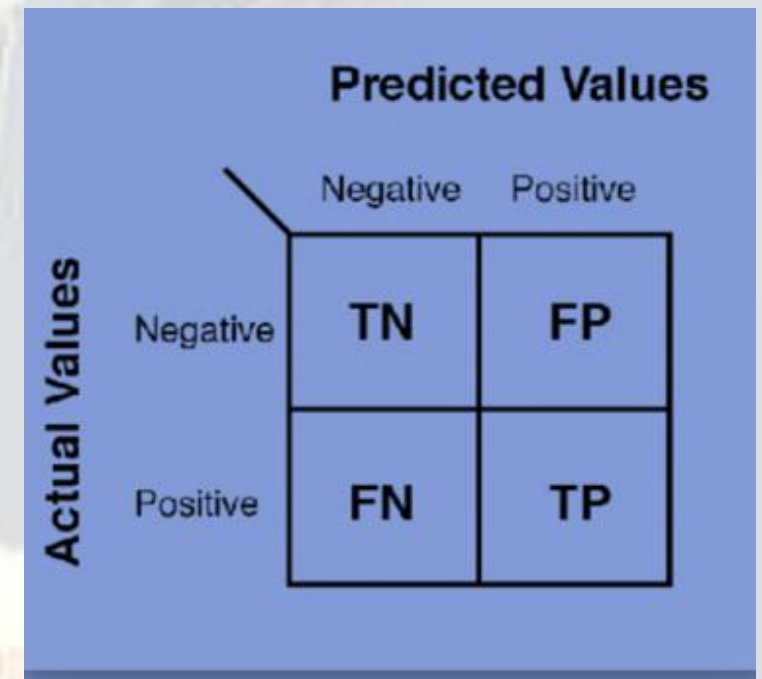 Predicted Values
Negative Positive
Actual Values
Negative TN FP
Positive FN TP